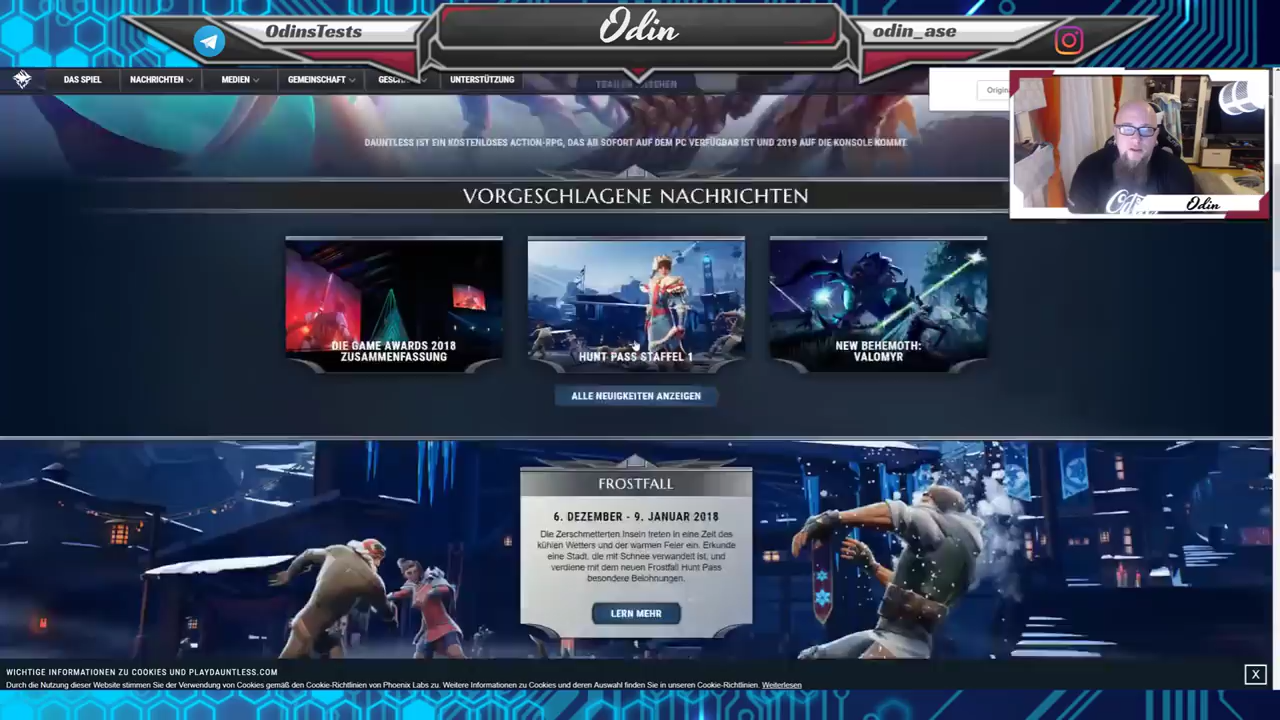 OdinsTests
Odin
odin_ase
DAS SPIEL
NACHRICHTEN
MEDIEN
GEMEINSCHAFT
UNTERSTÜTZUNG
DAUNTLESS IST EIN KOSTENLOSES ACTION-RPG, DAS AB SOFORT AUF DEM PC VERFÜGBAR IST UND 2019 AUF DIE KONSOLE KOMMT
VORGESCHLAGENE NACHRICHTEN
Odin
DIE GAME AWARDS 2018
ZUSAMMENFASSUNG
HUNT PASS STAFFEL 1
NEW BEHEMOTH:
VALOMYR
ALLE NEUIGKEITEN ANZEIGEN
FROSTFALL
6. DEZEMBER - 9. JANUAR 2018
Die Zerschmetterten Inseln treten in eine Zeit des
kühlen Wetters und der warmen Feier ein. Erkunde
eine Stadt, die mit Schnee verwandelt ist, und
verdiene mit dem neuen Frostfall Hunt Pass
besondere Belohnungen.
LERN MEHR
WICHTIGE INFORMATIONEN ZU COOKIES UND PLAYDAUNTLESS.COM
X
Durch die Nutzung dieser Website stimmen Sie der Verwendung von Cookies gemäß den Cookie-Richtlinien von Phoenix Labs zu. Weitere Informationen zu Cookies und deren Auswahl finden Sie in unseren Cookie-Richtlinien. Weiterlesen